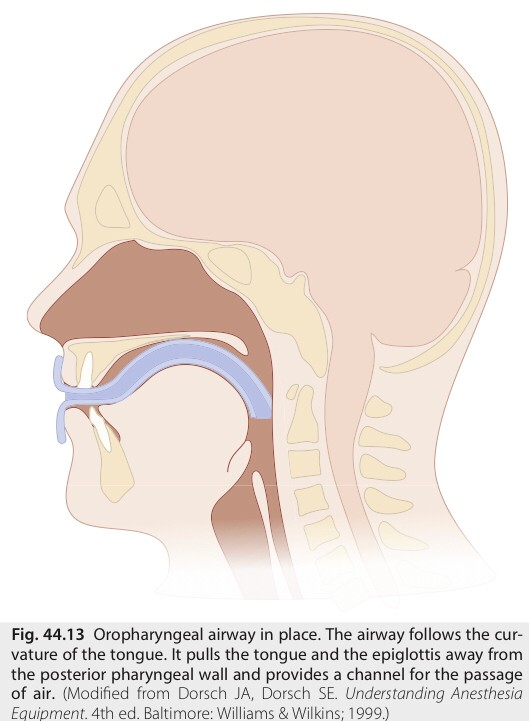 Fig. 44.13 Oropharyngeal airway in place. The airway follows the cur-
vature of the tongue. It pulls the tongue and the epiglottis away from
the posterior pharyngeal wall and provides a channel for the passage
of air. (Modified from Dorsch JA, Dorsch SE. Understanding Anesthesia
Equipment. 4th ed. Baltimore: Williams & Wilkins; 1999.)